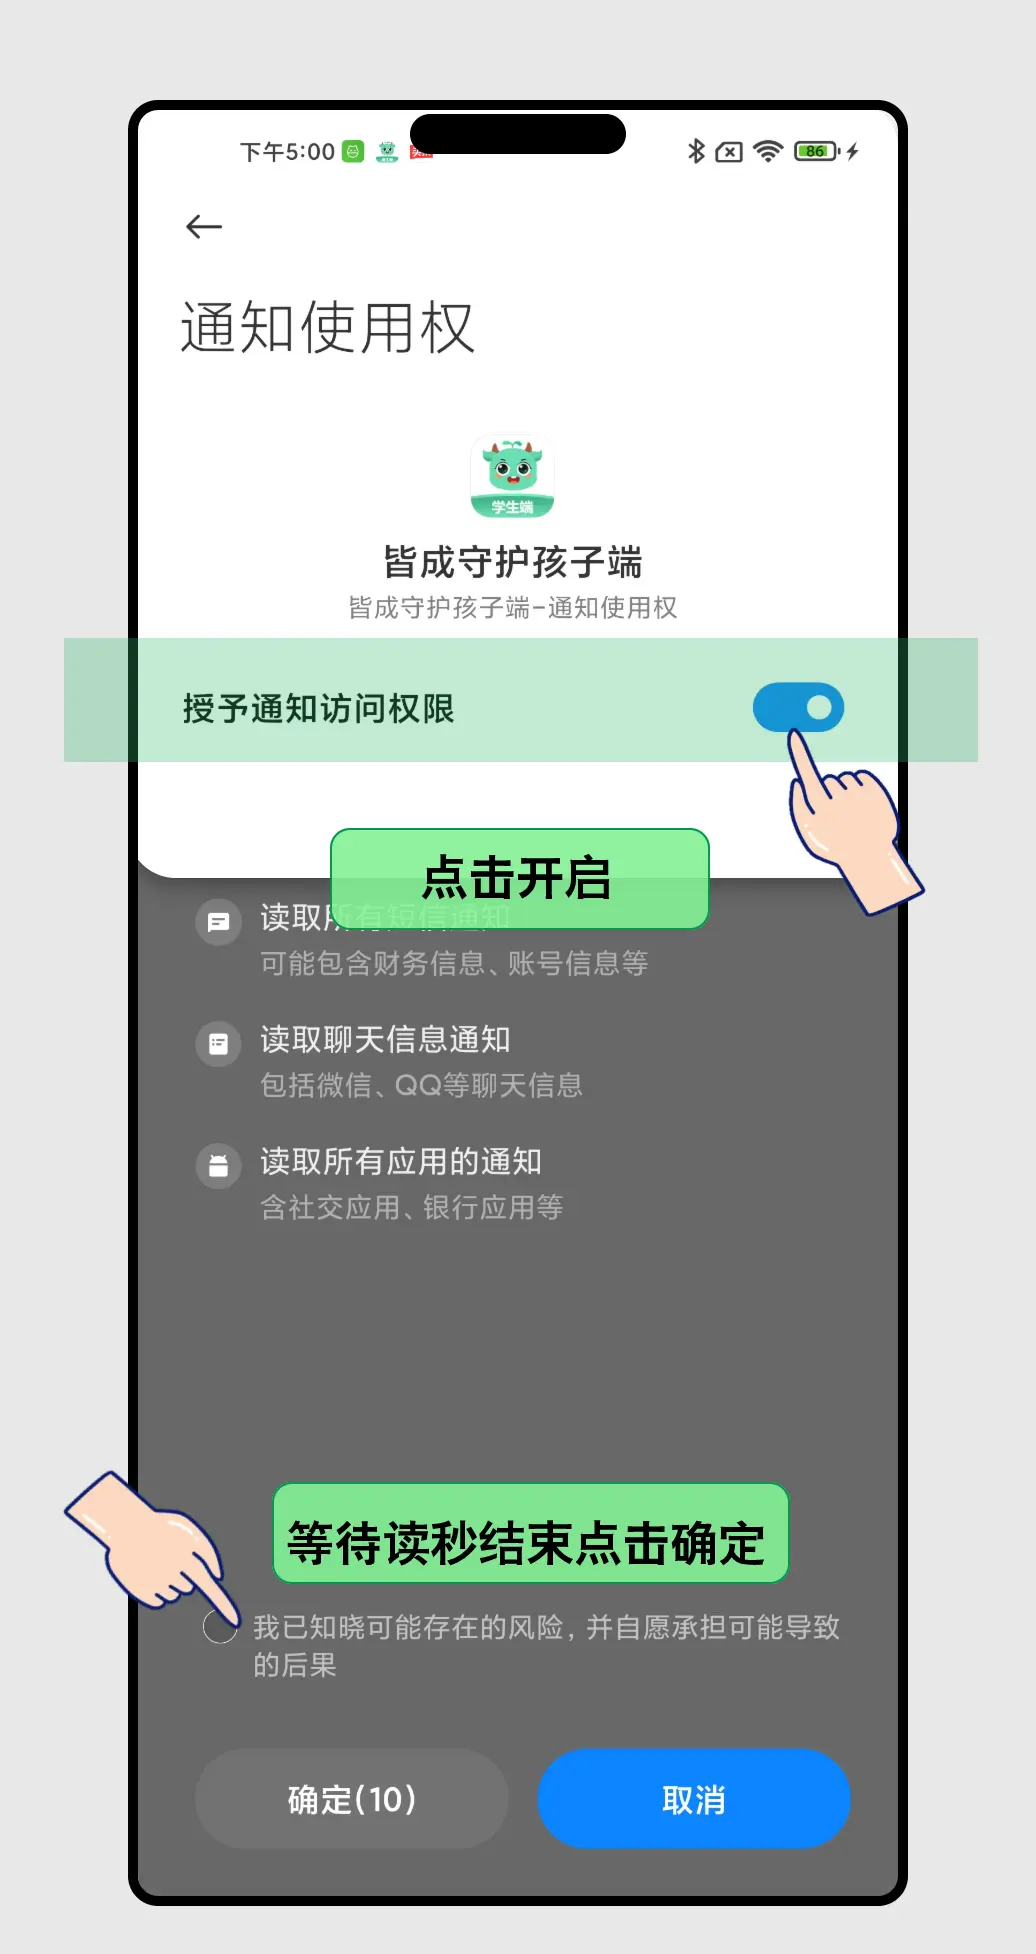 下午5:00
86
通知使用权
学生端
皆成守护孩子端
皆成守护孩子端-通知使用权
授予通知访问权限
点击开启
读取所有短信通知
可能包含财务信息、账号信息等
读取聊天信息通知
包括微信、QQ等聊天信息
读取所有应用的通知
含社交应用、银行应用等
等待读秒结束点击确定
我已知晓可能存在的风险，并自愿承担可能导致
的后果
确定(10)
取消